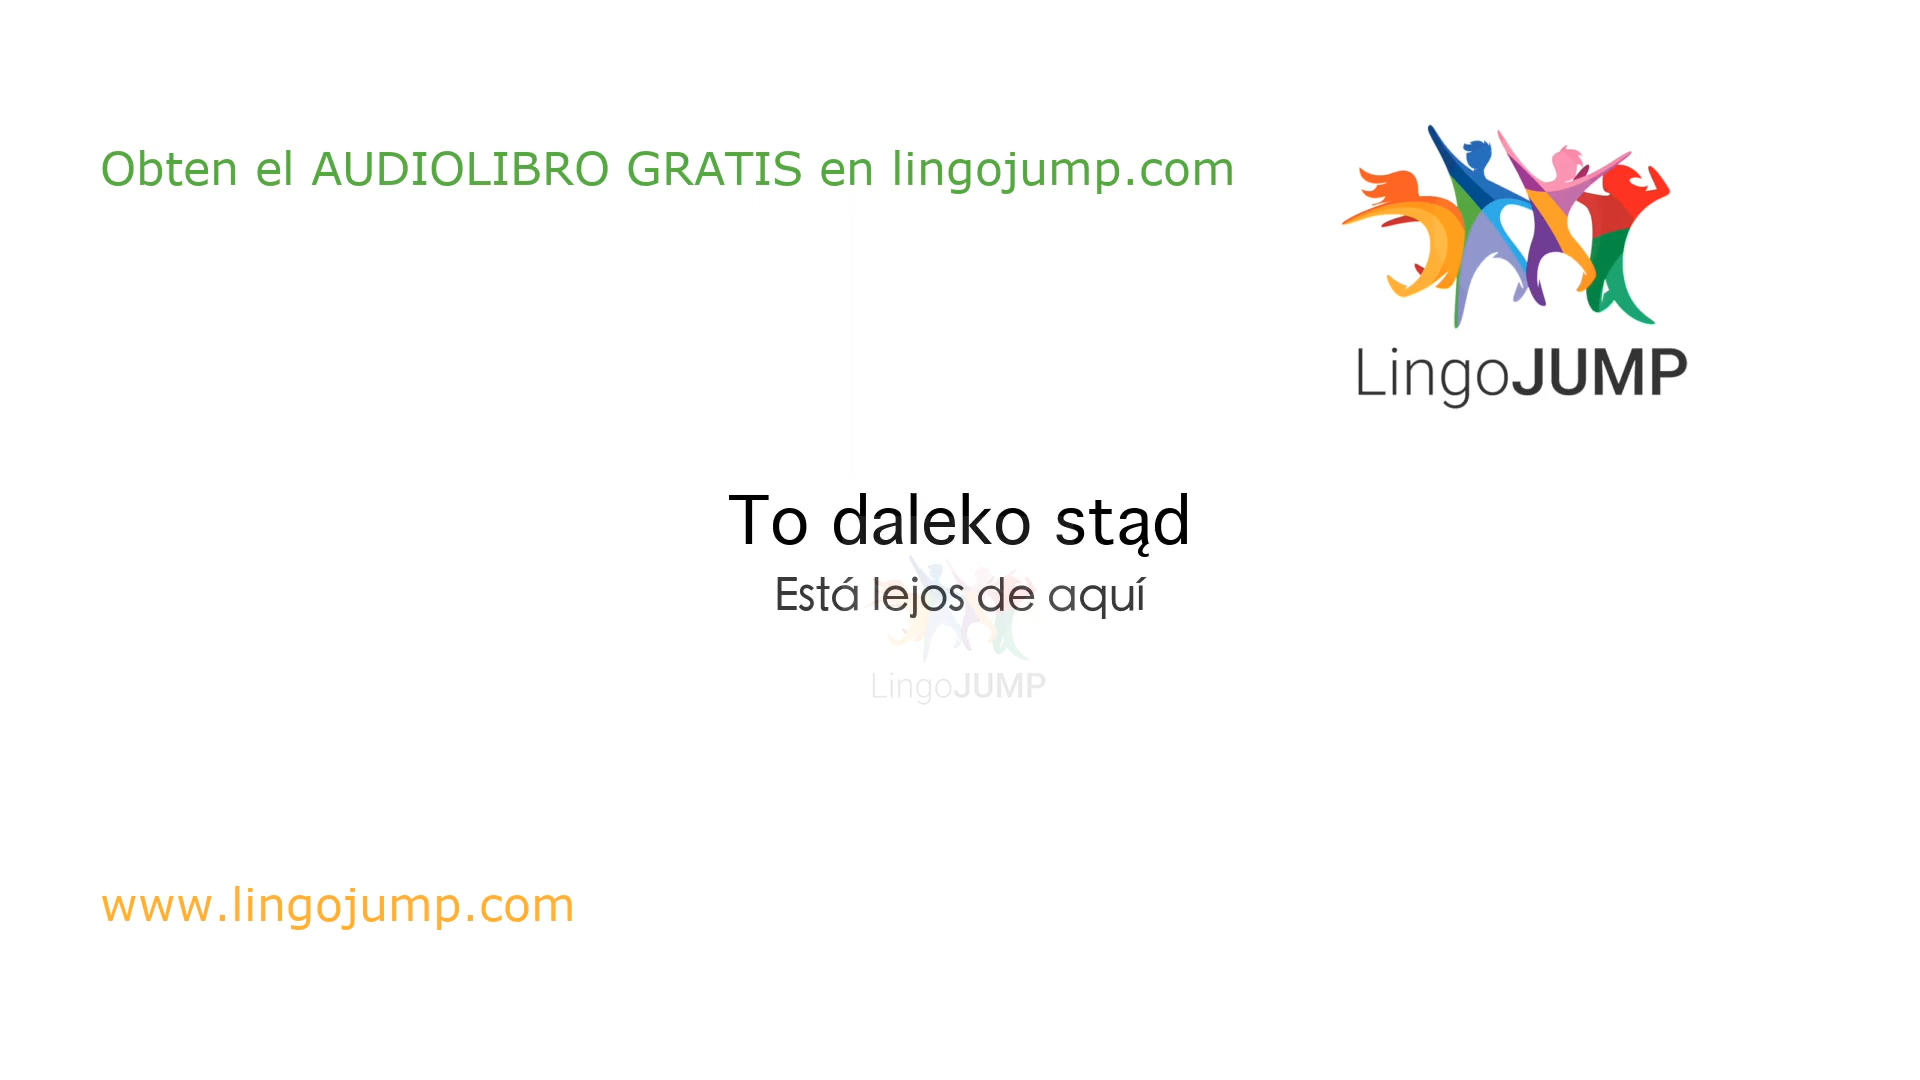 Obten el AUDIOLIBRO GRATIS en lingojump.com
LingoJUMP
To daleko stąd
Está lejos de aquí
LingoJUMP
www.lingojump.com